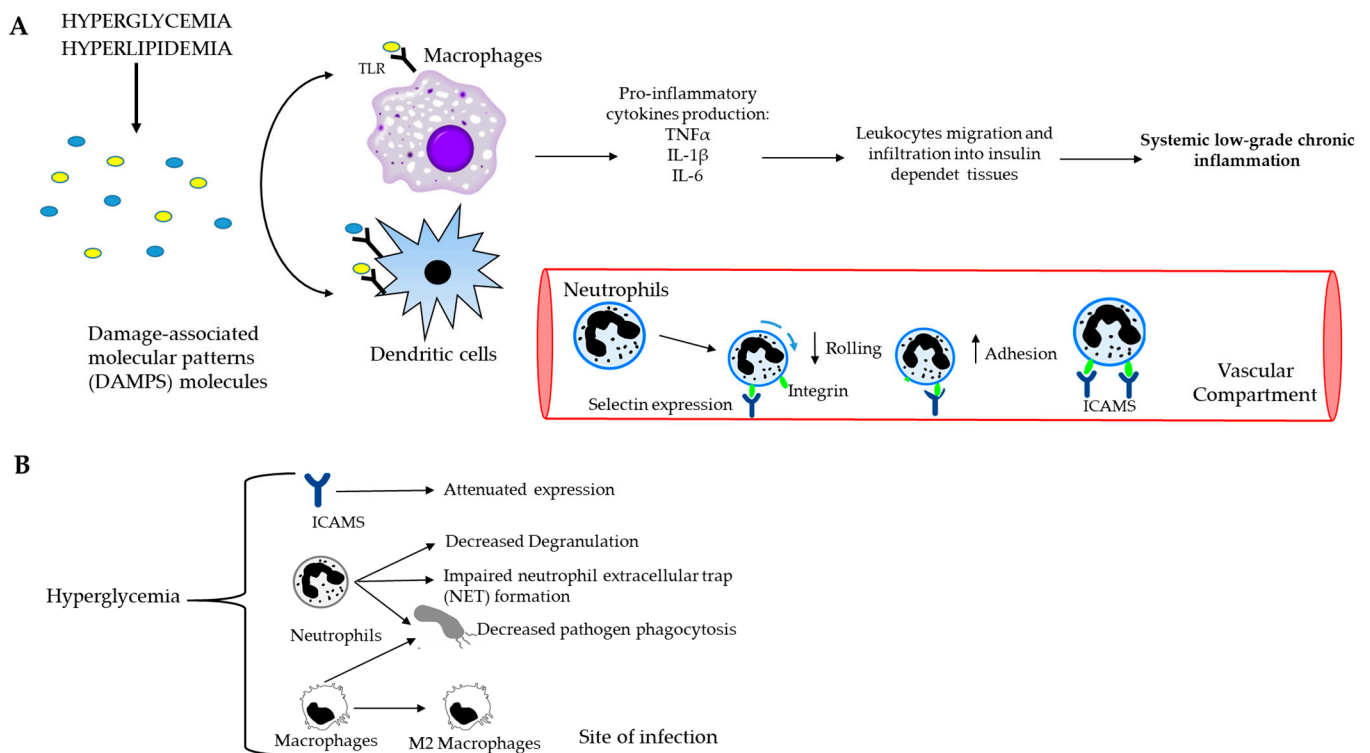 A
HYPERGLYCEMIA
HYPERLIPIDEMIA
Damage-associated
molecular patterns
(DAMPS) molecules
TLR
Macrophages
Dendritic cells
Pro-inflammatory
cytokines production:
TNFα
IL-1β
IL-6
Leukocytes migration and
infiltration into insulin
dependet tissues
Systemic low-grade chronic
inflammation
Neutrophils
Selectin expression
Integrin
Rolling
Adhesion
ICAMS
Vascular
Compartment
B
Hyperglycemia
ICAMS
Attenuated expression
Neutrophils
Decreased Degranulation
Impaired neutrophil extracellular trap
(NET) formation
Decreased pathogen phagocytosis
Macrophages
M2 Macrophages
Site of infection